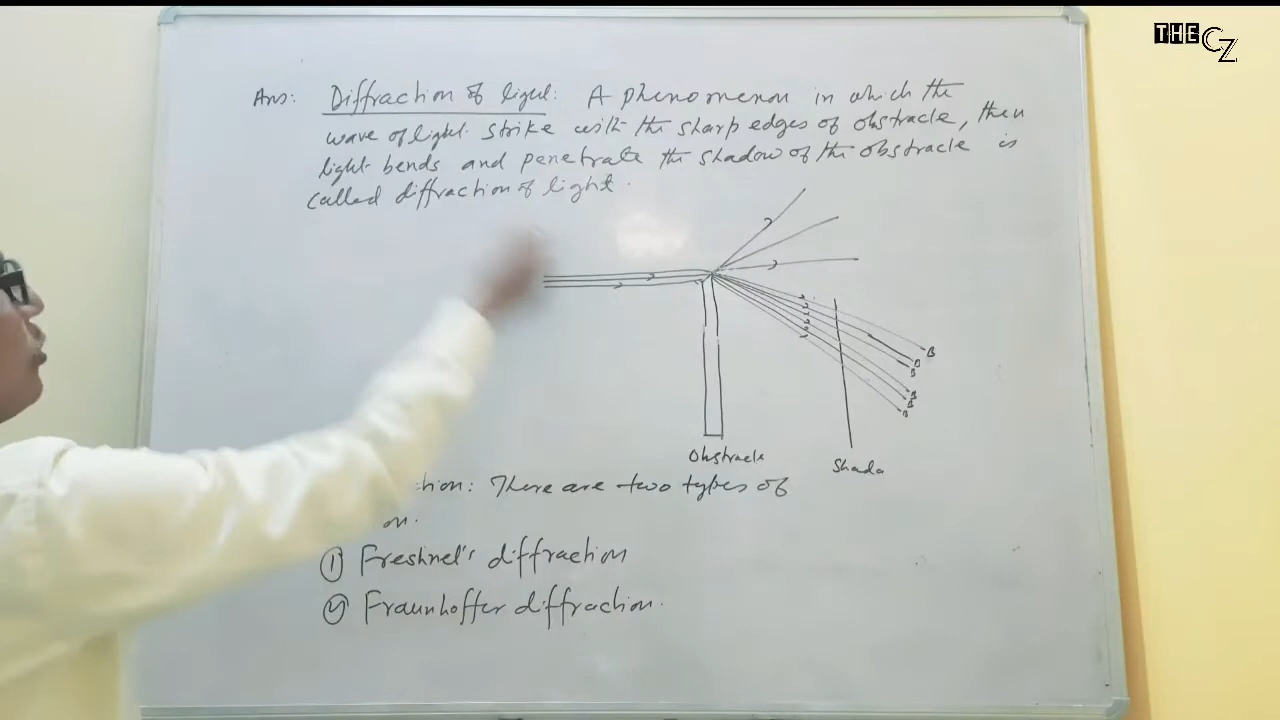 THE CZ
Ans: Diffraction of light: A phenomenon in which the
wave of light strike with the sharp edges of obstracle, then
light bends and penetrate the shadow of the obstracle is
called diffraction of light.
Obstracle
Shado
There are two types of
on.
① Freshnel's diffraction
② Fraunhoffer diffraction.